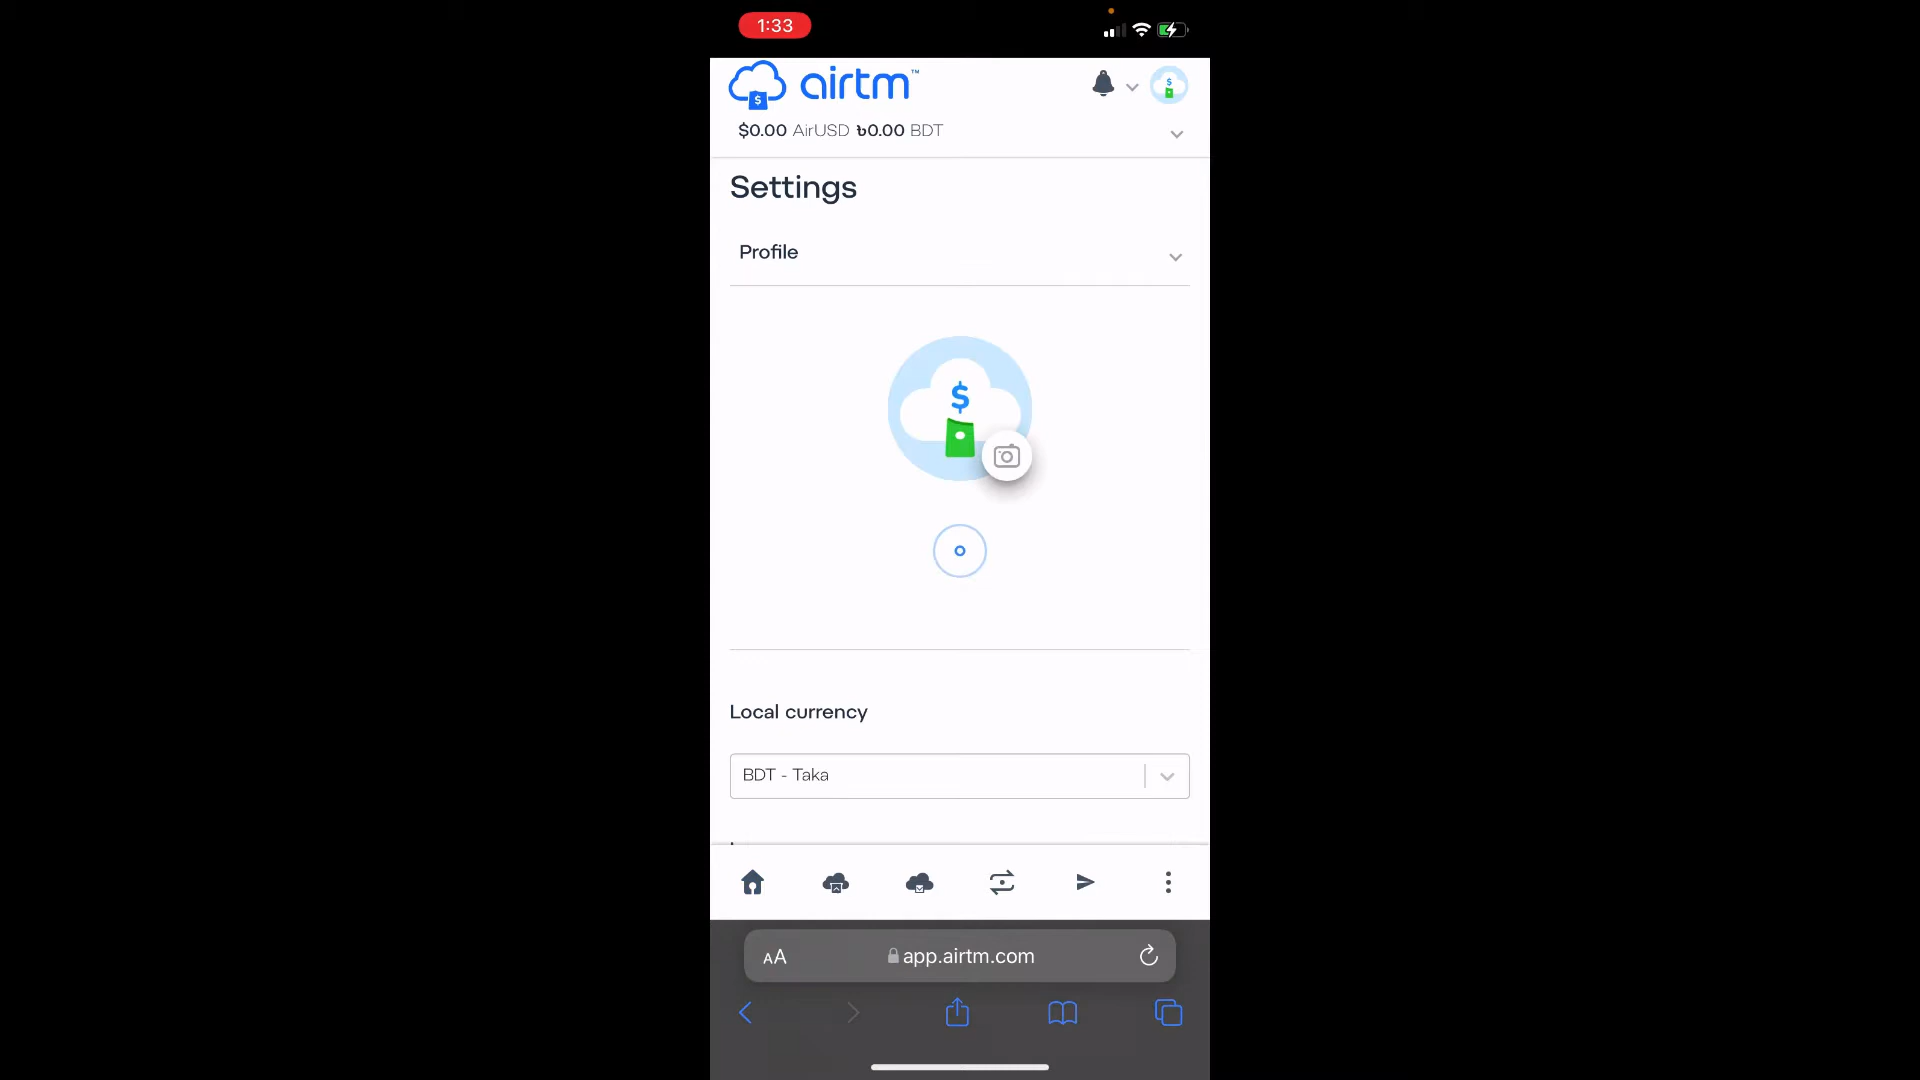 1:33
airtm™
$0.00 AirUSD ৳0.00 BDT
Settings
Profile
$
Local currency
BDT - Taka
AA
app.airtm.com